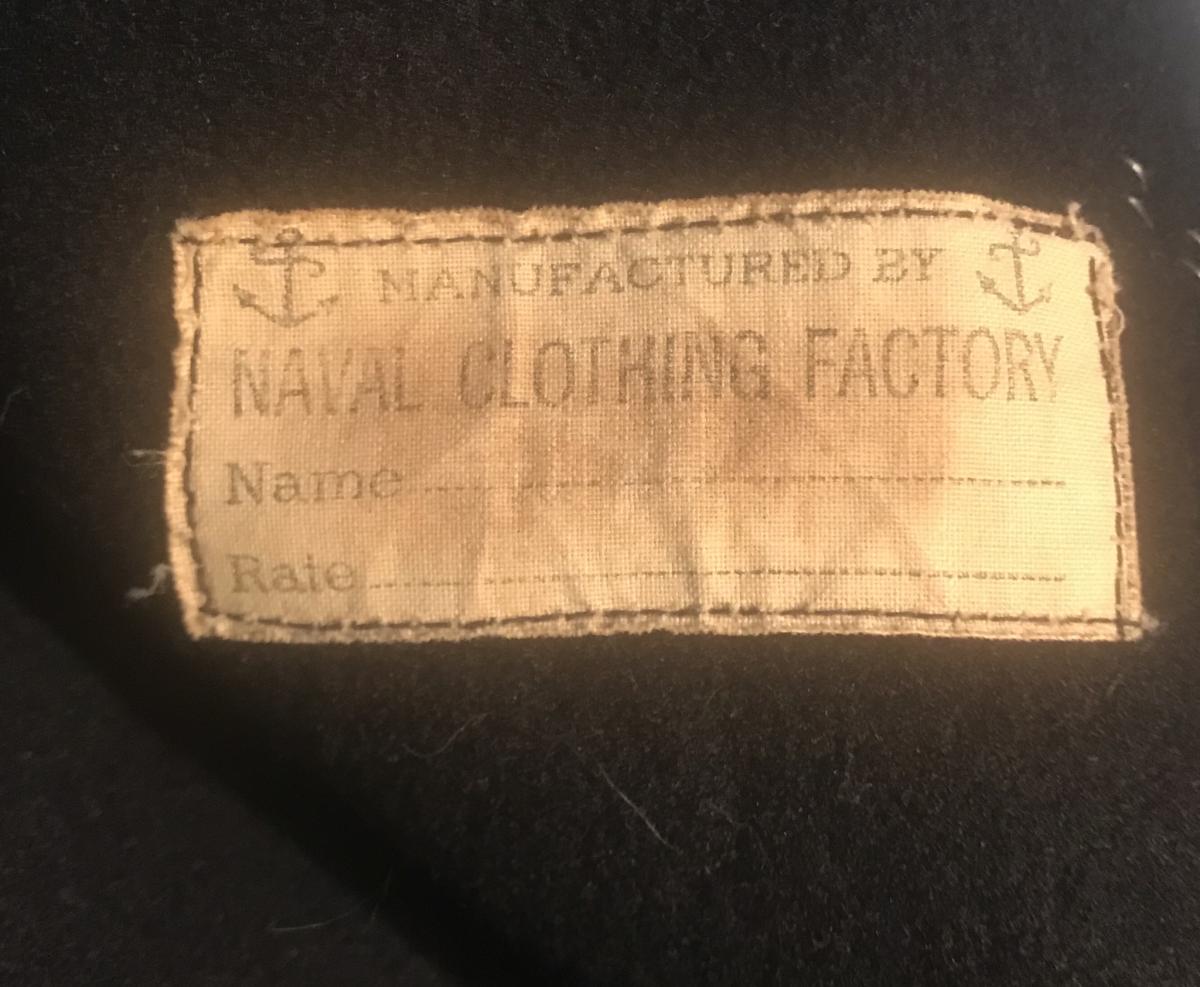 MANUFACTURED BY
NAVAL CLOTHING FACTORY
Name
Rate